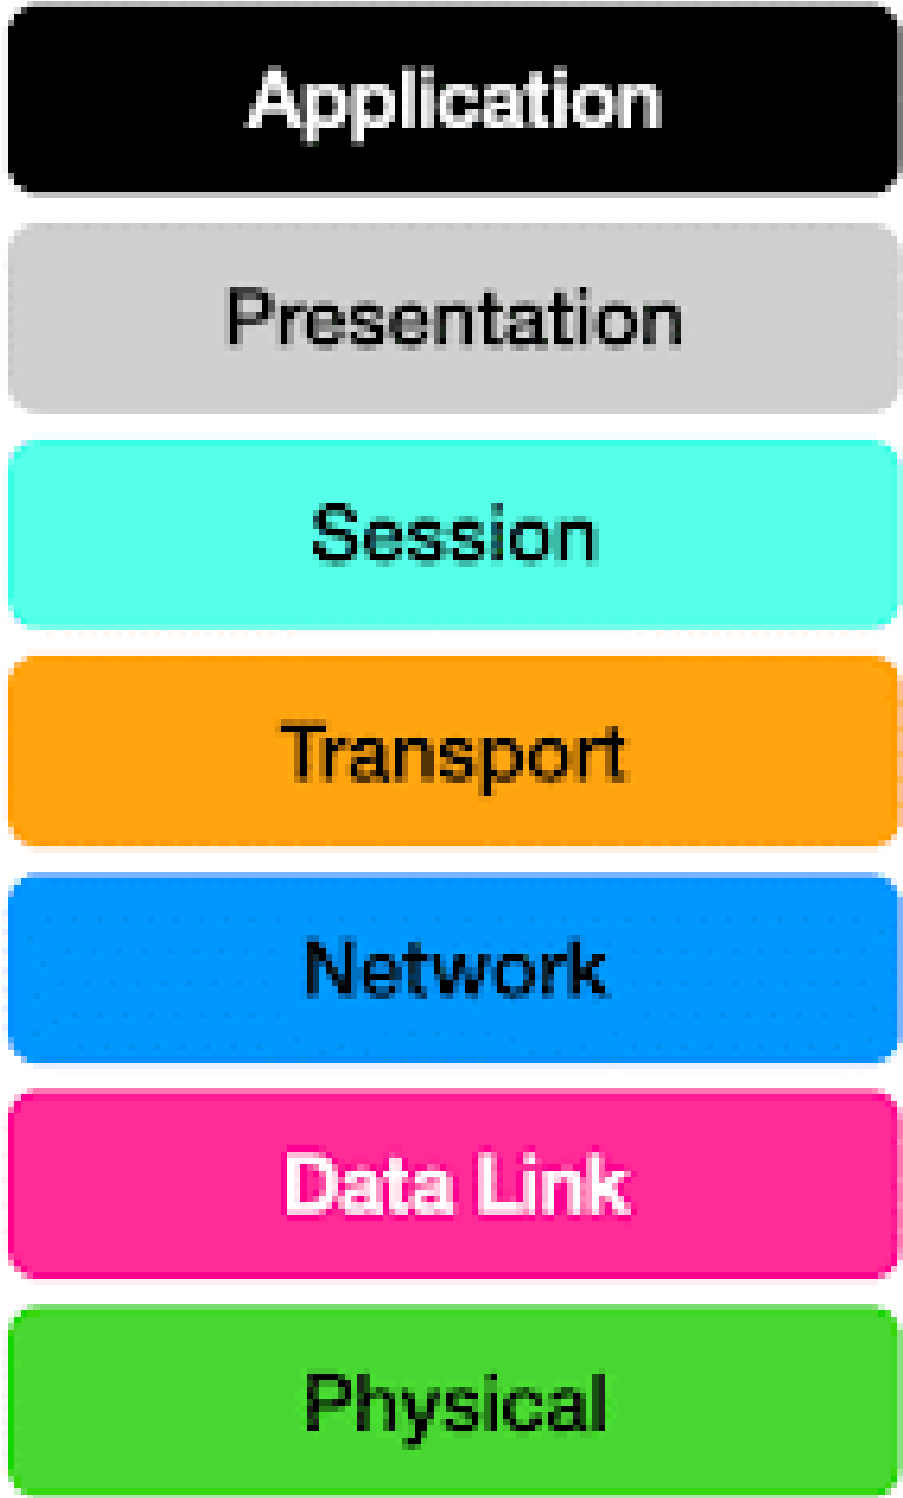 Application
Presentation
Session
Transport
Network
Data Link
Physical